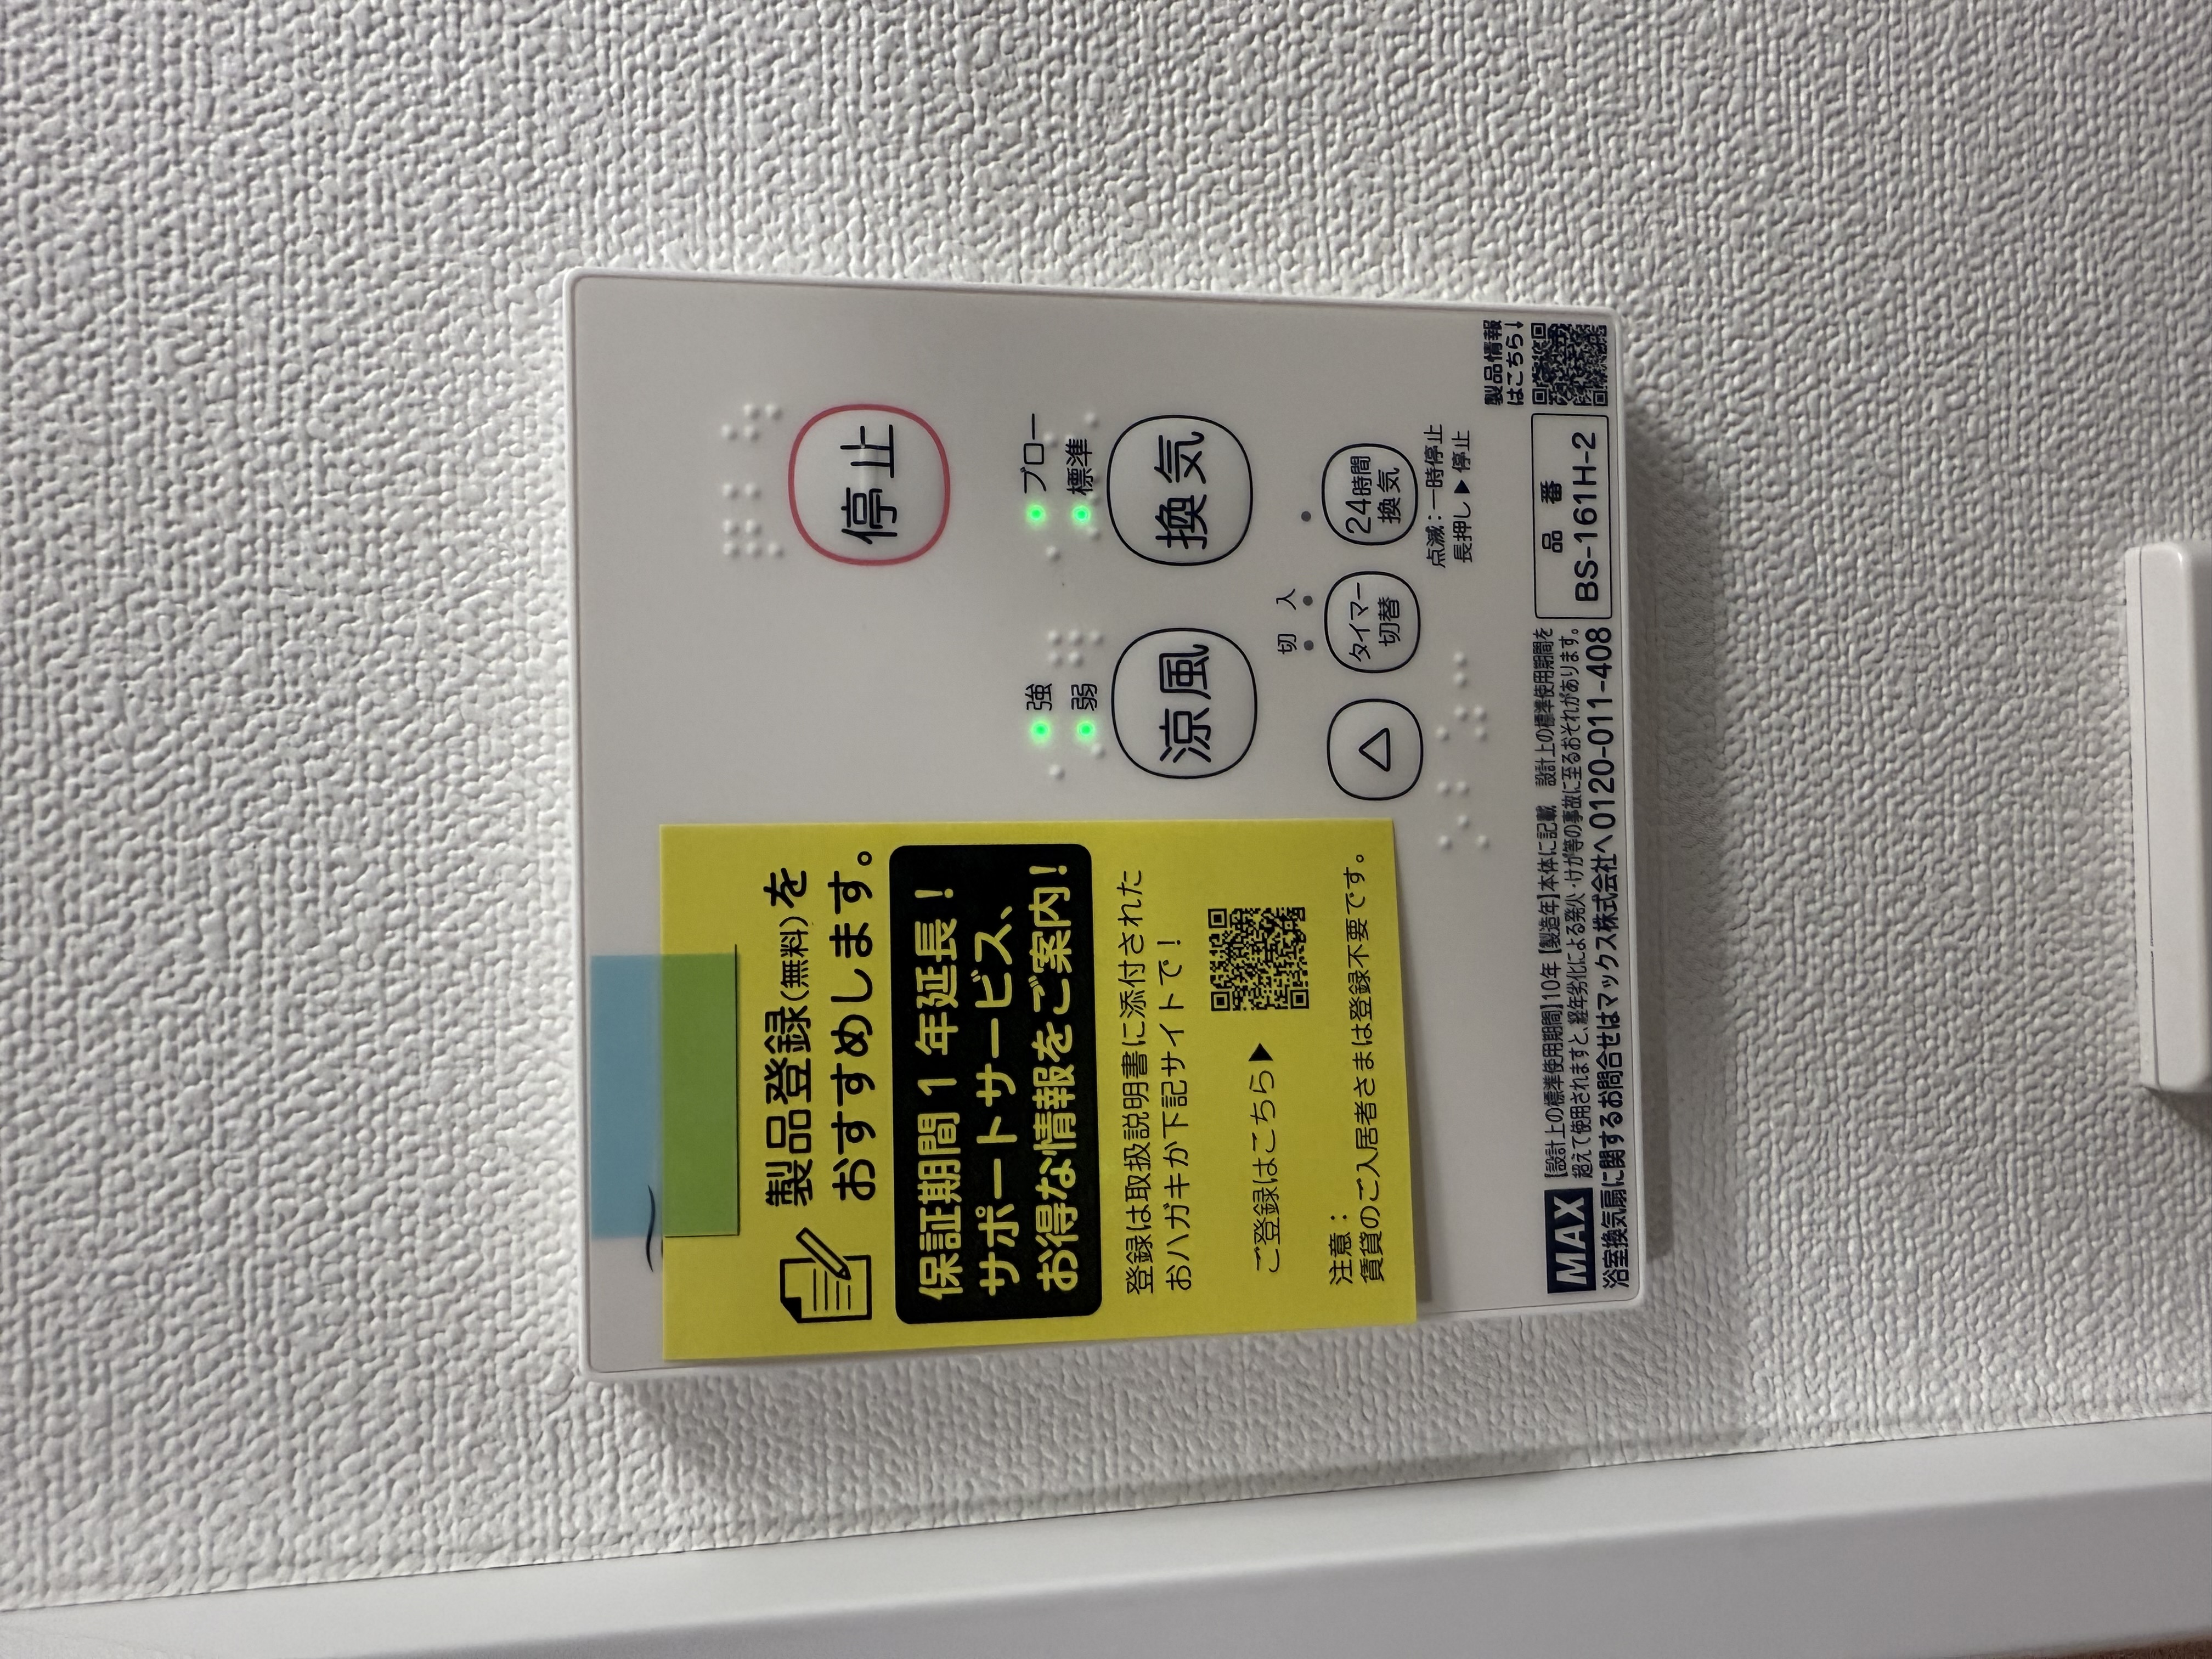 製品登録(無料)を
おすすめします。
保証期間1年延長!
サポートサービス、
お得な情報をご案内!
登録は取扱説明書に添付された
おハガキか下記サイトで!
ご登録はこちら▶
注意:
賃貸のご入居者さまは登録不要です。
停止
強
弱
ブロー
標準
涼風
換気
切 入
△
タイマー
切替
24時間
換気
点滅:一時停止
長押し▶停止
MAX
【設計上の標準使用期間】10年【製造年】本体に記載 設計上の標準使用期間を
超えて使用されますと、経年劣化による発火・けが等の事故に至るおそれがあります。
浴室換気扇に関するお問合せはマックス株式会社へ 0120-011-408
品番
BS-161H-2
製品情報
はこちら↓